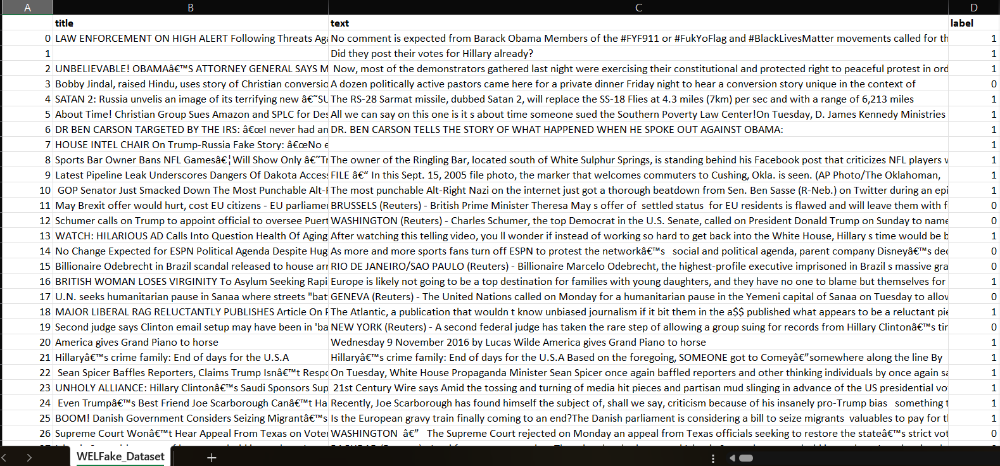 A B C D
title text label
0 LAW ENFORCEMENT ON HIGH ALERT Following Threats Aga No comment is expected from Barack Obama Members of the #FYF911 or #FukYoFlag and #BlackLivesMatter movements called for th 1
1 Did they post their votes for Hillary already? 1
2 UNBELIEVABLE! OBAMAâ€™S ATTORNEY GENERAL SAYS M Now, most of the demonstrators gathered last night were exercising their constitutional and protected right to peaceful protest in ord 1
3 Bobby Jindal, raised Hindu, uses story of Christian conversio A dozen politically active pastors came here for a private dinner Friday night to hear a conversion story unique in the context of 0
4 SATAN 2: Russia unvelis an image of its terrifying new â€˜SU The RS-28 Sarmat missile, dubbed Satan 2, will replace the SS-18 Flies at 4.3 miles (7km) per sec and with a range of 6,213 miles 1
5 About Time! Christian Group Sues Amazon and SPLC for Des All we can say on this one is it s about time someone sued the Southern Poverty Law Center!On Tuesday, D. James Kennedy Ministries 1
6 DR BEN CARSON TARGETED BY THE IRS: â€œI never had an DR. BEN CARSON TELLS THE STORY OF WHAT HAPPENED WHEN HE SPOKE OUT AGAINST OBAMA: 1
7 HOUSE INTEL CHAIR On Trump-Russia Fake Story: â€œNo e 1
8 Sports Bar Owner Bans NFL Gamesâ€¦Will Show Only â€˜Tr The owner of the Ringling Bar, located south of White Sulphur Springs, is standing behind his Facebook post that criticizes NFL players w 1
9 Latest Pipeline Leak Underscores Dangers Of Dakota Access FILE â€“ In this Sept. 15, 2005 file photo, the marker that welcomes commuters to Cushing, Okla. is seen. (AP Photo/The Oklahoman, 1
10 GOP Senator Just Smacked Down The Most Punchable Alt-R The most punchable Alt-Right Nazi on the internet just got a thorough beatdown from Sen. Ben Sasse (R-Neb.) on Twitter during an epi 1
11 May Brexit offer would hurt, cost EU citizens - EU parliamen BRUSSELS (Reuters) - British Prime Minister Theresa May s offer of settled status for EU residents is flawed and will leave them with f 0
12 Schumer calls on Trump to appoint official to oversee Puert WASHINGTON (Reuters) - Charles Schumer, the top Democrat in the U.S. Senate, called on President Donald Trump on Sunday to name 0
13 WATCH: HILARIOUS AD Calls Into Question Health Of Aging After watching this telling video, you ll wonder if instead of working so hard to get back into the White House, Hillary s time would be b 1
14 No Change Expected for ESPN Political Agenda Despite Hug As more and more sports fans turn off ESPN to protest the networkâ€™s social and political agenda, parent company Disneyâ€™s dec 0
15 Billionaire Odebrecht in Brazil scandal released to house arr RIO DE JANEIRO/SAO PAULO (Reuters) - Billionaire Marcelo Odebrecht, the highest-profile executive imprisoned in Brazil s massive gra 0
16 BRITISH WOMAN LOSES VIRGINITY To Asylum Seeking Rapi Europe is likely not going to be a top destination for families with young daughters, and they have no one to blame but themselves for 1
17 U.N. seeks humanitarian pause in Sanaa where streets "bat GENEVA (Reuters) - The United Nations called on Monday for a humanitarian pause in the Yemeni capital of Sanaa on Tuesday to allow 0
18 MAJOR LIBERAL RAG RELUCTANTLY PUBLISHES Article On F The Atlantic, a publication that wouldn t know unbiased journalism if it bit them in the a$$ published what appears to be a reluctant pie 1
19 Second judge says Clinton email setup may have been in 'ba NEW YORK (Reuters) - A second federal judge has taken the rare step of allowing a group suing for records from Hillary Clintonâ€™s tim 0
20 America gives Grand Piano to horse Wednesday 9 November 2016 by Lucas Wilde America gives Grand Piano to horse 1
21 Hillaryâ€™s crime family: End of days for the U.S.A Hillaryâ€™s crime family: End of days for the U.S.A Based on the foregoing, SOMEONE got to Comeyâ€”somewhere along the line By 1
22 Sean Spicer Baffles Reporters, Claims Trump Isnâ€™t Respo On Tuesday, White House Propaganda Minister Sean Spicer once again baffled reporters and other thinking individuals by once again sa 1
23 UNHOLY ALLIANCE: Hillary Clintonâ€™s Saudi Sponsors Sup 21st Century Wire says Amid the tossing and turning of media hit pieces and partisan mud slinging in advance of the US presidential vo 1
24 Even Trumpâ€™s Best Friend Joe Scarborough Canâ€™t Ha Recently, Joe Scarborough has found himself the subject of, shall we say, criticism because of his insanely pro-Trump bias something t 1
25 BOOM! Danish Government Considers Seizing Migrantâ€™s Is the European gravy train finally coming to an end?The Danish parliament is considering a bill to seize migrants valuables to pay for th 1
26 Supreme Court Wonâ€™t Hear Appeal From Texas on Voter WASHINGTON â€” The Supreme Court rejected on Monday an appeal from Texas officials seeking to restore the stateâ€™s strict vot 0
WELFake_Dataset